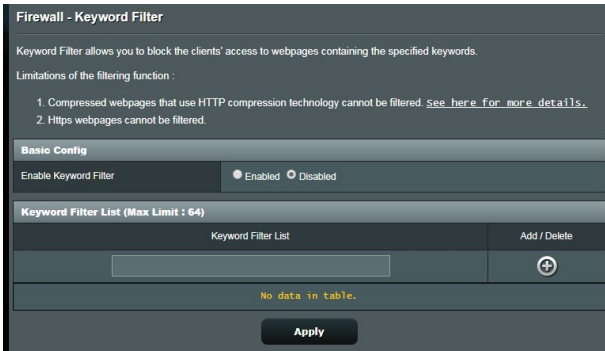 Firewall - Keyword Filter
Keyword Filter allows you to block the clients' access to webpages containing the specified keywords.
Limitations of the filtering function :
1. Compressed webpages that use HTTP compression technology cannot be filtered. See here for more details.
2. Https webpages cannot be filtered.
Basic Config
Enable Keyword Filter Enabled Disabled
Keyword Filter List (Max Limit : 64)
Keyword Filter List Add / Delete
No data in table.
Apply